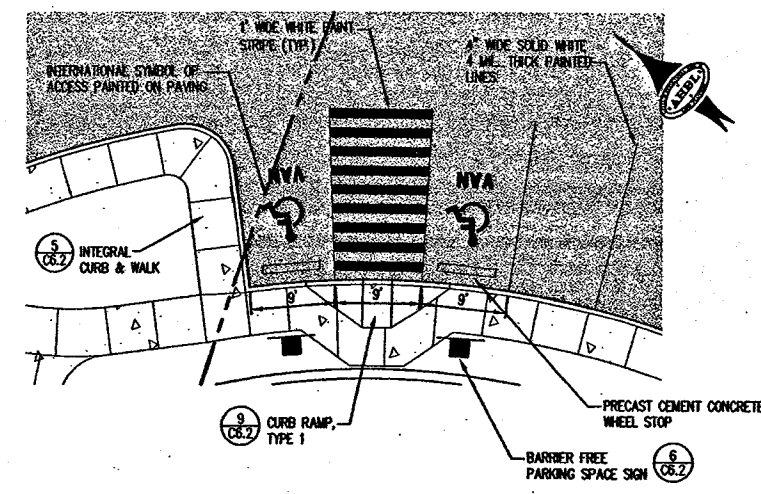 1' WIDE WHITE PAINT
STRIPE (TYP.)
4" WIDE SOLID WHITE
4 MIL. THICK PAINTED
LINES
AHBL
INTERNATIONAL SYMBOL OF
ACCESS PAINTED ON PAVING
VAN
VAN
5
C6.2
INTEGRAL
CURB & WALK
9' 9' 9'
9
C6.2
CURB RAMP,
TYPE 1
PRECAST CEMENT CONCRETE
WHEEL STOP
BARRIER FREE
PARKING SPACE SIGN
6
C6.2